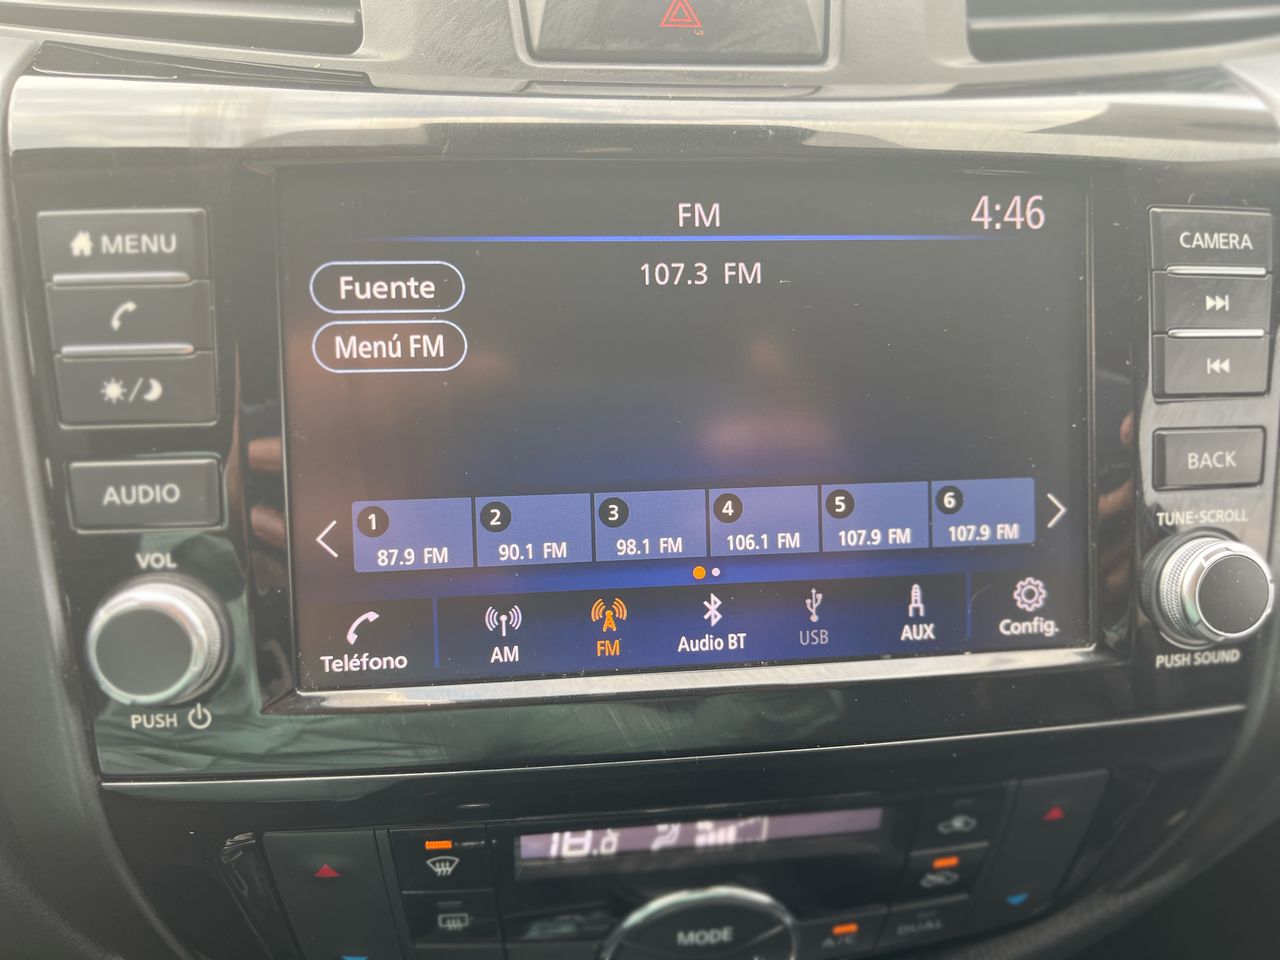 FM
4:46
MENU
CAMERA
107.3 FM
Fuente
Menú FM
AUDIO
BACK
TUNE·SCROLL
1
87.9 FM
2
90.1 FM
3
98.1 FM
4
106.1 FM
5
107.9 FM
6
107.9 FM
VOL
Teléfono
AM
FM
Audio BT
USB
AUX
Config.
PUSH
PUSH SOUND
MODE
A/C
DUAL